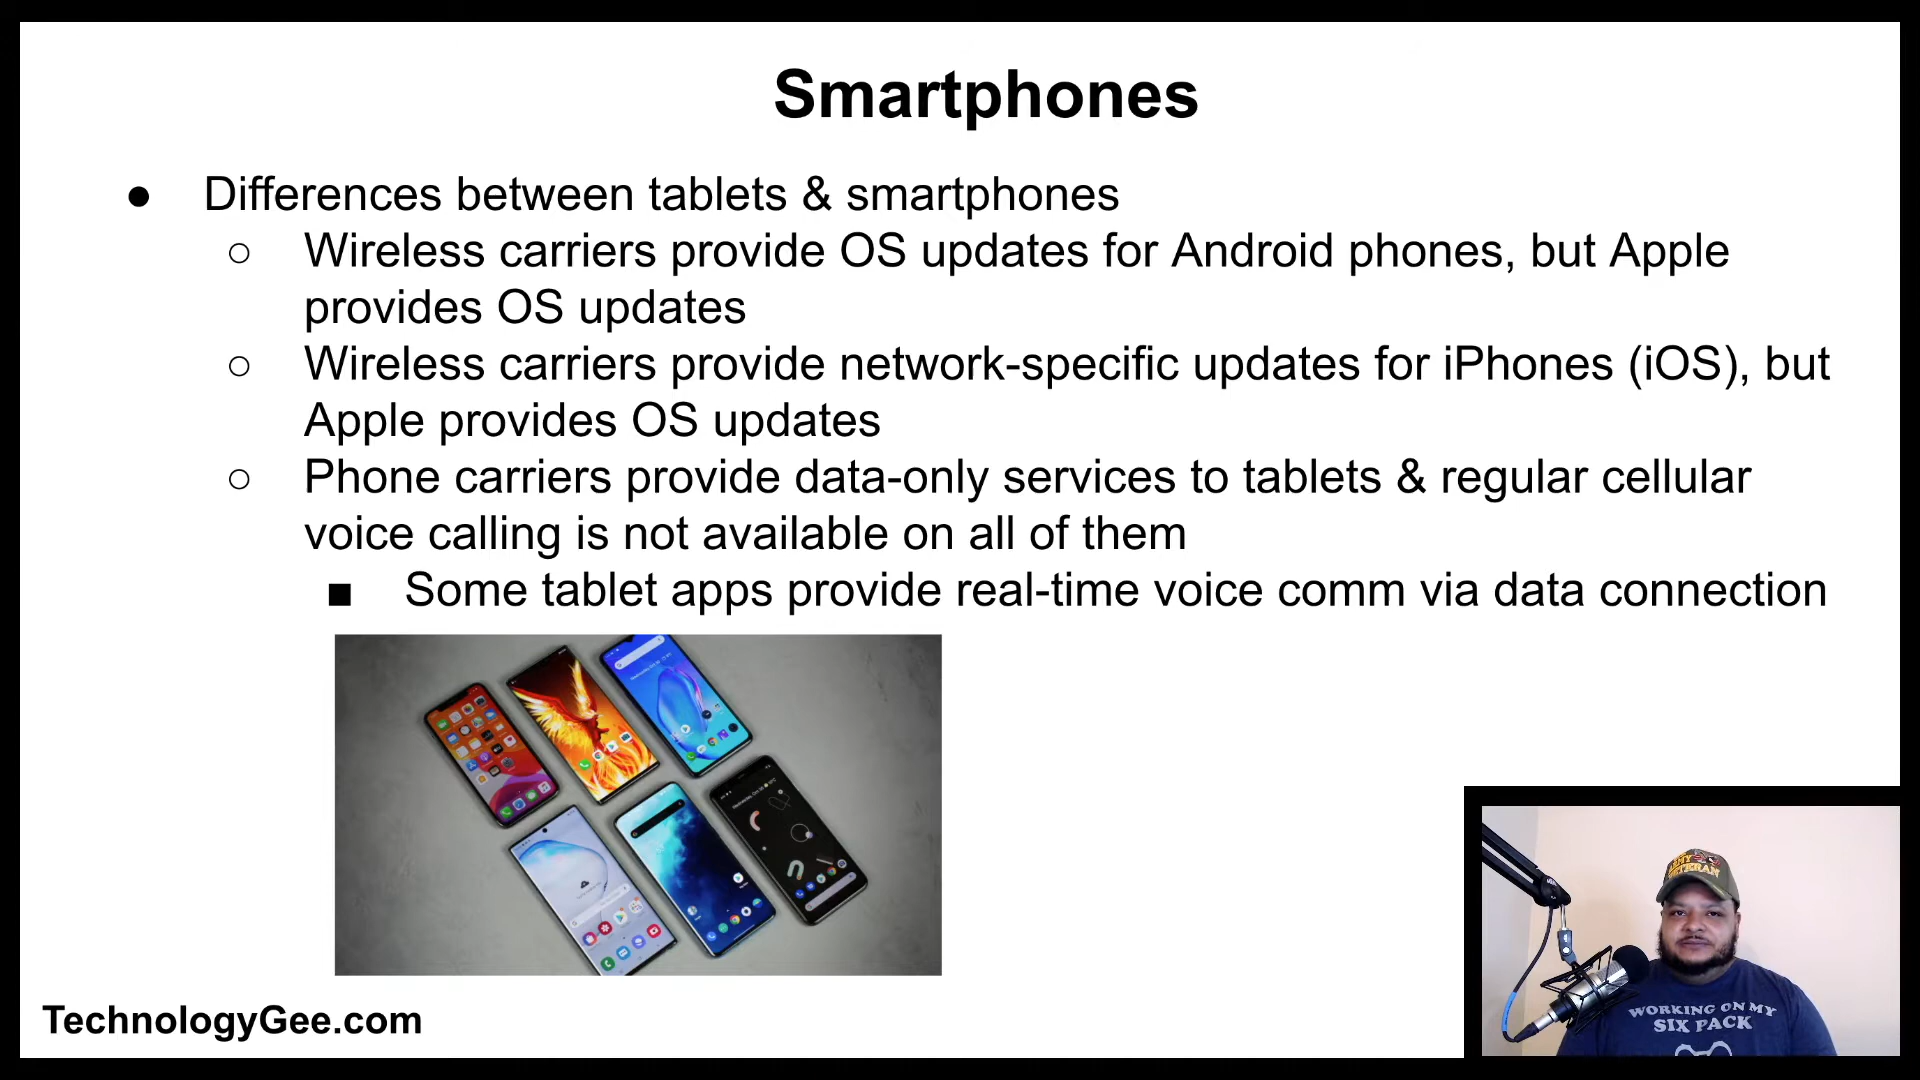 Smartphones
● Differences between tablets & smartphones
○ Wireless carriers provide OS updates for Android phones, but Apple
provides OS updates
○ Wireless carriers provide network-specific updates for iPhones (iOS), but
Apple provides OS updates
○ Phone carriers provide data-only services to tablets & regular cellular
voice calling is not available on all of them
■ Some tablet apps provide real-time voice comm via data connection
VETERAN
WORKING ON MY
SIX PACK
TechnologyGee.com